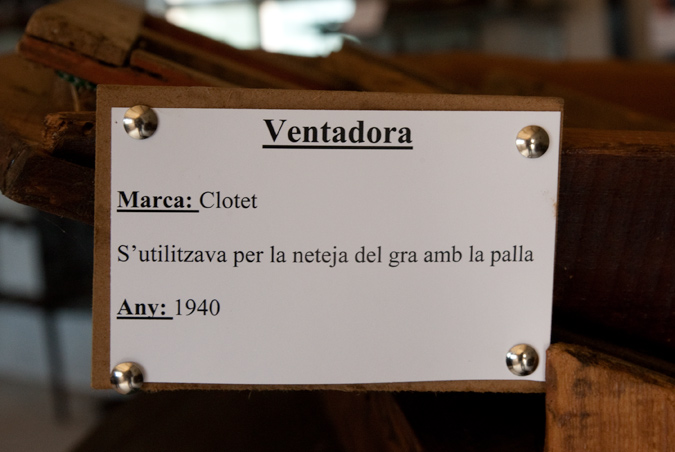 Ventadora
Marca: Clotet
S’utilitzava per la neteja del gra amb la palla
Any: 1940